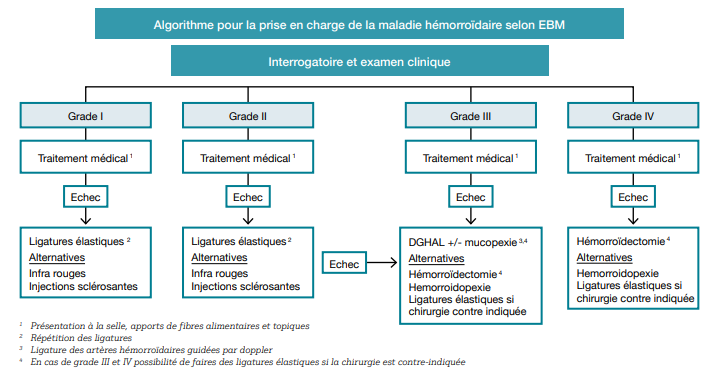 Algorithme pour la prise en charge de la maladie hémorroïdaire selon EBM
Interrogatoire et examen clinique
Grade I
Grade II
Grade III
Grade IV
Traitement médical 1
Traitement médical 1
Traitement médical 1
Traitement médical 1
Echec
Echec
Echec
Echec
Ligatures élastiques 2
Alternatives
Infra rouges
Injections sclérosantes
Ligatures élastiques 2
Alternatives
Infra rouges
Injections sclérosantes
Echec
DGHAL +/- mucopexie 3,4
Alternatives
Hémorroïdectomie 4
Hemorroidopexie
Ligatures élastiques si
chirurgie contre indiquée
Hémorroïdectomie 4
Alternatives
Hemorroidopexie
Ligatures élastiques si
chirurgie contre indiquée
1 Présentation à la selle, apports de fibres alimentaires et topiques
2 Répétition des ligatures
3 Ligature des artères hémorroïdaires guidées par doppler
4 En cas de grade III et IV possibilité de faires des ligatures élastiques si la chirurgie est contre-indiquée